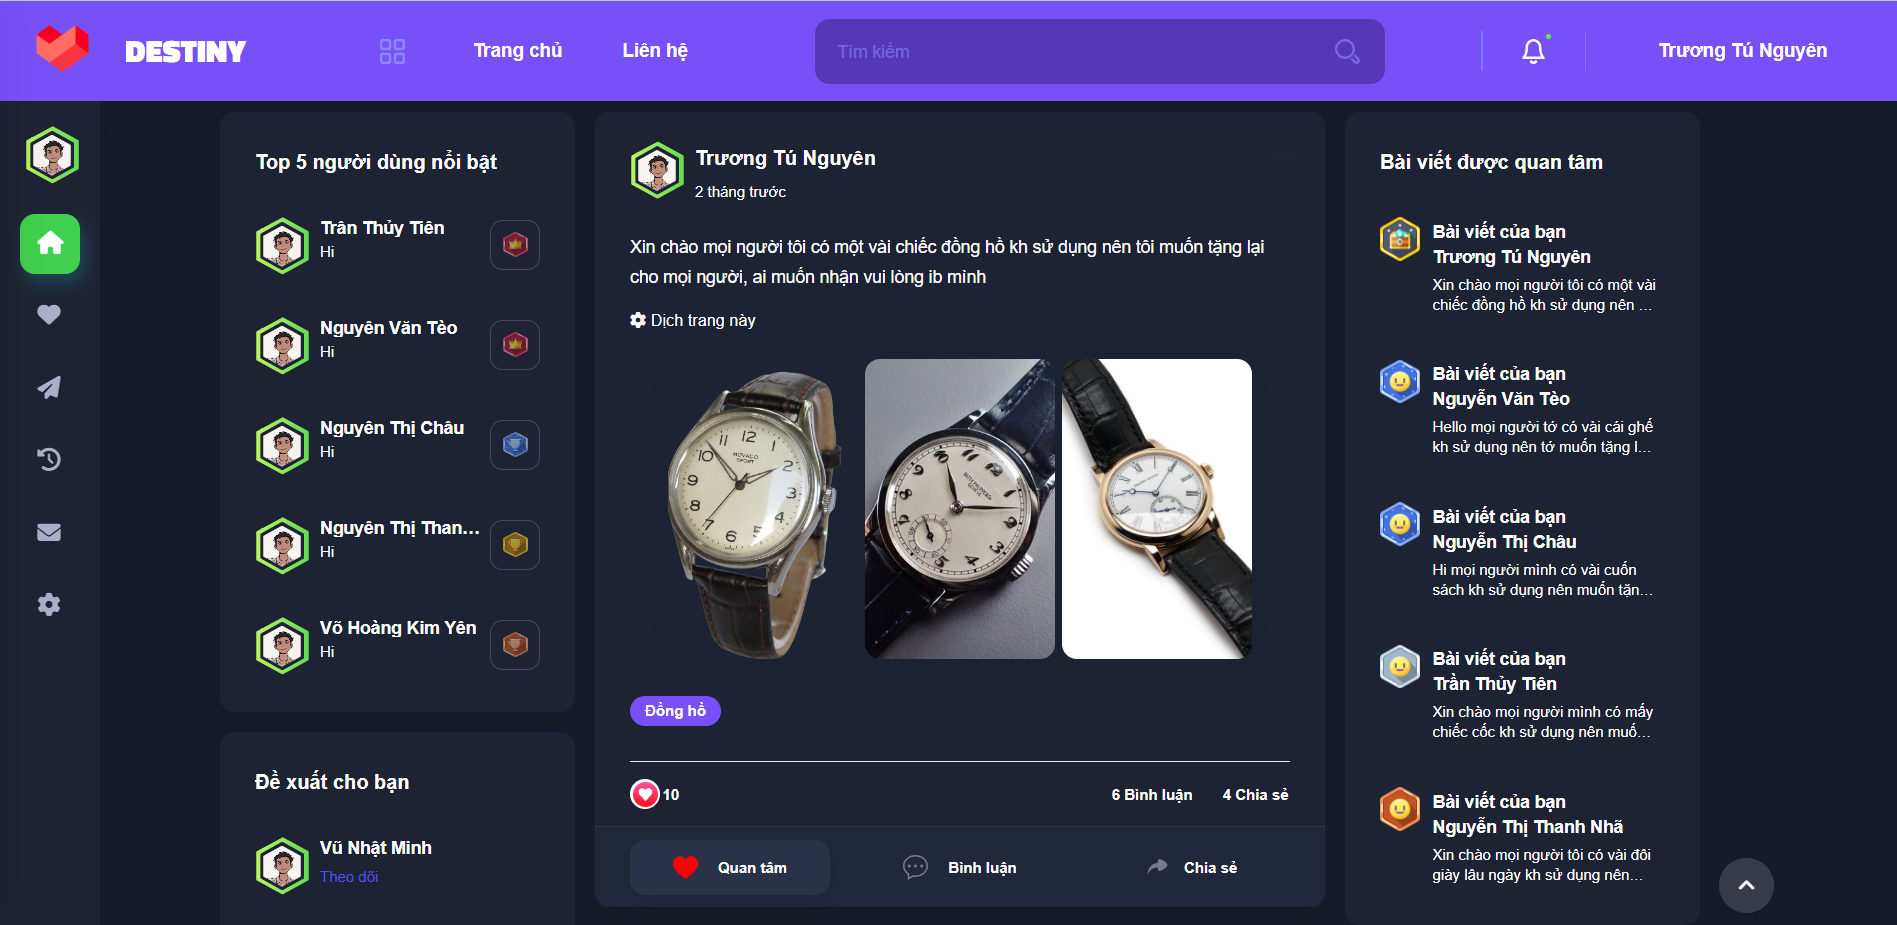 DESTINY
Trang chủ
Liên hệ
Tìm kiếm
Trương Tú Nguyên
Top 5 người dùng nổi bật
Trần Thủy Tiên
Hi
Nguyễn Văn Tèo
Hi
Nguyễn Thị Châu
Hi
Nguyễn Thị Than...
Hi
Võ Hoàng Kim Yến
Hi
Đề xuất cho bạn
Vũ Nhật Minh
Theo dõi
Trương Tú Nguyên
2 tháng trước
Xin chào mọi người tôi có một vài chiếc đồng hồ kh sử dụng nên tôi muốn tặng lại
cho mọi người, ai muốn nhận vui lòng ib mình
Dịch trang này
MOVADO
SPORT
Đồng hồ
10
6 Bình luận
4 Chia sẻ
Quan tâm
Bình luận
Chia sẻ
Bài viết được quan tâm
Bài viết của bạn
Trương Tú Nguyên
Xin chào mọi người tôi có một vài
chiếc đồng hồ kh sử dụng nên ...
Bài viết của bạn
Nguyễn Văn Tèo
Hello mọi người tớ có vài cái ghế
kh sử dụng nên tớ muốn tặng l...
Bài viết của bạn
Nguyễn Thị Châu
Hi mọi người mình có vài cuốn
sách kh sử dụng nên muốn tặn...
Bài viết của bạn
Trần Thủy Tiên
Xin chào mọi người mình có mấy
chiếc cốc kh sử dụng nên muố...
Bài viết của bạn
Nguyễn Thị Thanh Nhã
Xin chào mọi người tôi có vài đôi
giày lâu ngày kh sử dụng nên...